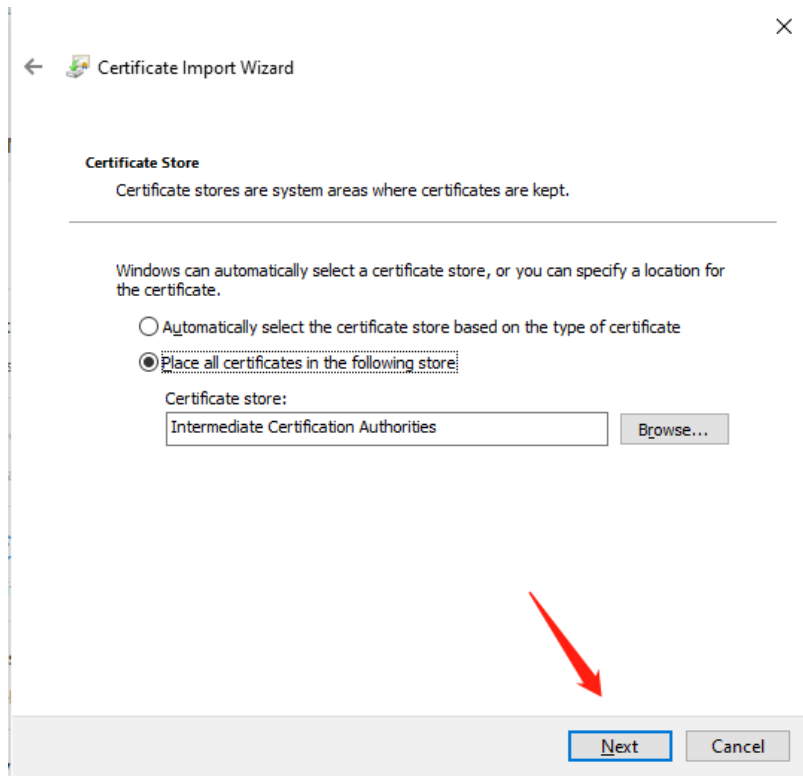 Certificate Import Wizard
Certificate Store
Certificate stores are system areas where certificates are kept.
Windows can automatically select a certificate store, or you can specify a location for
the certificate.
Automatically select the certificate store based on the type of certificate
Place all certificates in the following store
Certificate store:
Intermediate Certification Authorities
Browse...
Next
Cancel